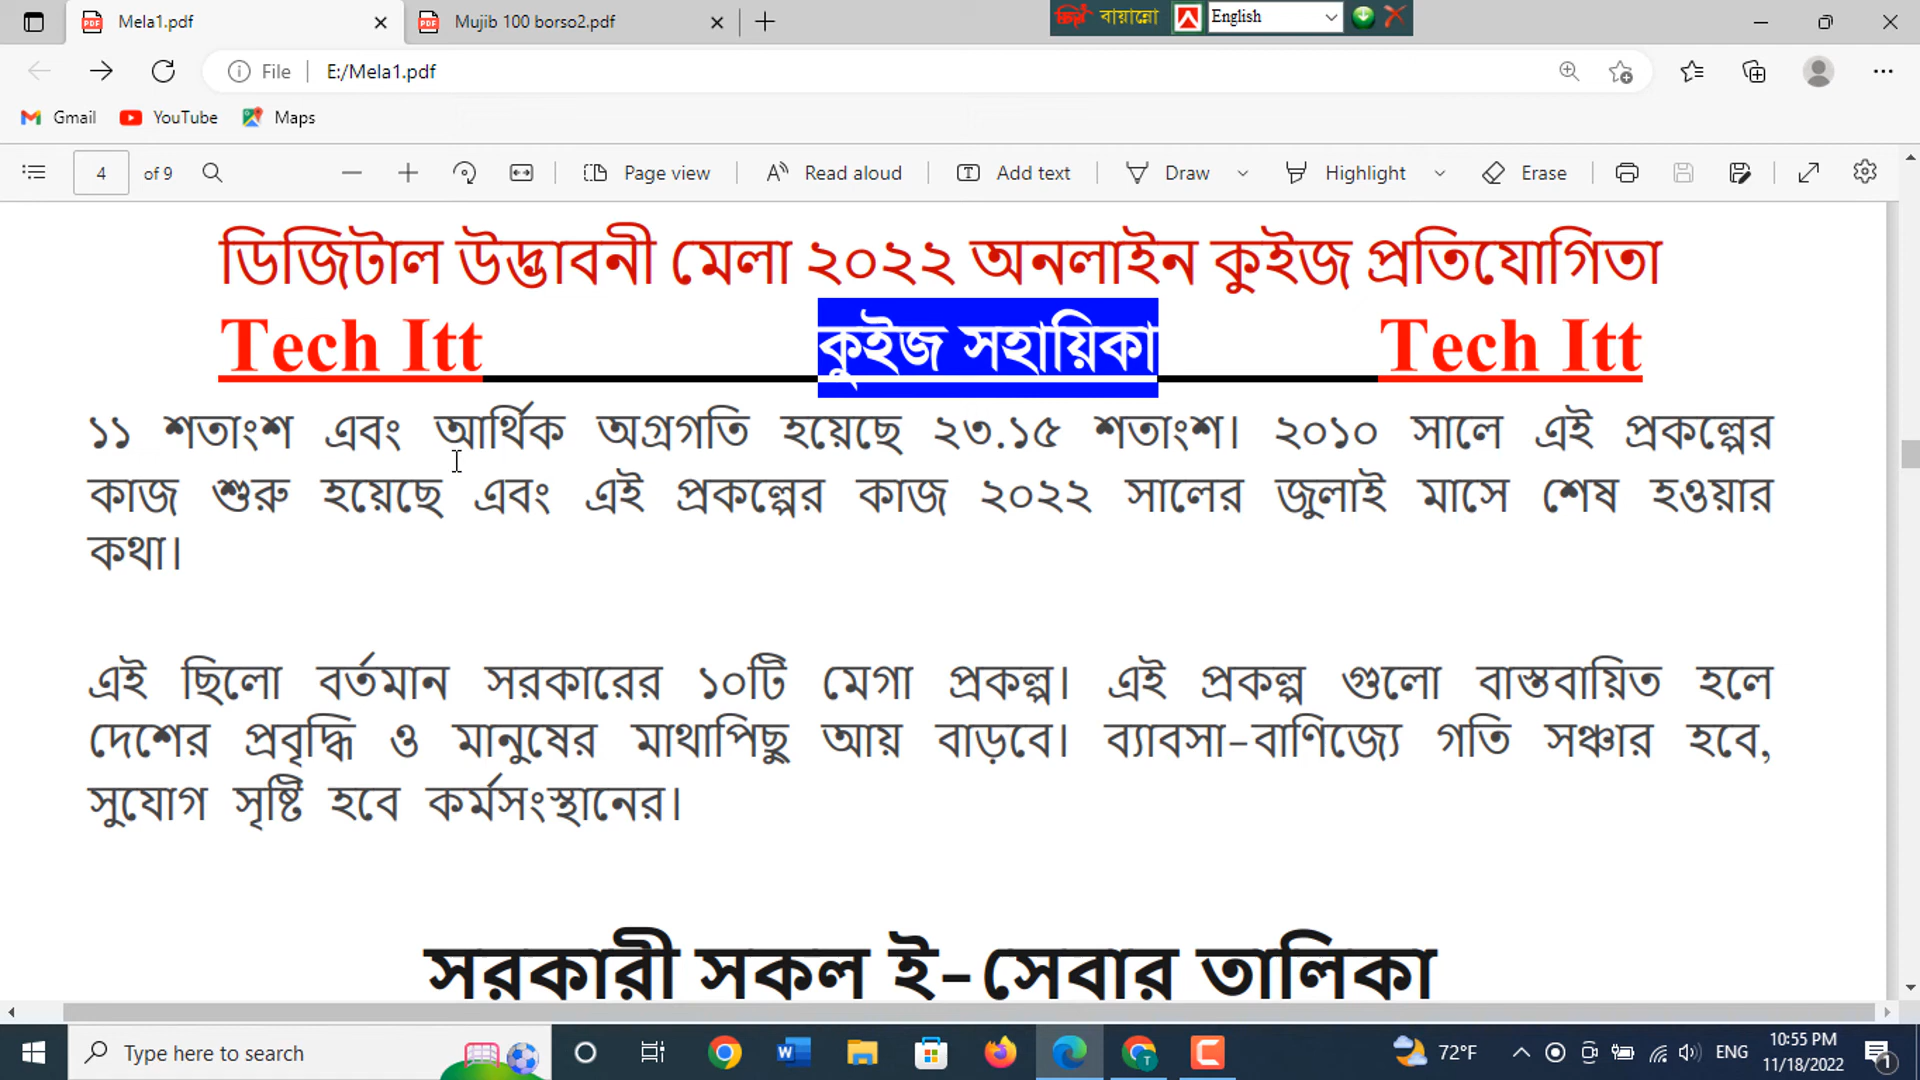 Mela1.pdf
Mujib 100 borso2.pdf
বায়ান্নো
English
File
E:/Mela1.pdf
Gmail
YouTube
Maps
4 of 9
Page view
Read aloud
Add text
Draw
Highlight
Erase
ডিজিটাল উদ্ভাবনী মেলা ২০২২ অনলাইন কুইজ প্রতিযোগিতা
Tech Itt কুইজ সহায়িকা Tech Itt
১১ শতাংশ এবং আর্থিক অগ্রগতি হয়েছে ২৩.১৫ শতাংশ। ২০১০ সালে এই প্রকল্পের
কাজ শুরু হয়েছে এবং এই প্রকল্পের কাজ ২০২২ সালের জুলাই মাসে শেষ হওয়ার
কথা।
এই ছিলো বর্তমান সরকারের ১০টি মেগা প্রকল্প। এই প্রকল্প গুলো বাস্তবায়িত হলে
দেশের প্রবৃদ্ধি ও মানুষের মাথাপিছু আয় বাড়বে। ব্যাবসা-বাণিজ্যে গতি সঞ্চার হবে,
সুযোগ সৃষ্টি হবে কর্মসংস্থানের।
সরকারী সকল ই-সেবার তালিকা
Type here to search
72°F
ENG
10:55 PM
11/18/2022
1